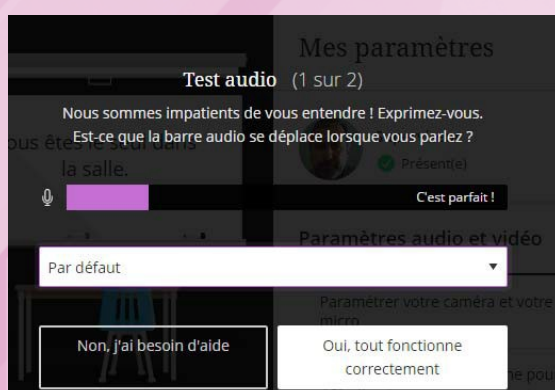 Mes paramètres
Test audio (1 sur 2)
Nous sommes impatients de vous entendre ! Exprimez-vous.
Est-ce que la barre audio se déplace lorsque vous parlez ?
ous êtes le seul dans
la salle.
Présent(e)
C'est parfait !
Paramètres audio et vidéo
Par défaut
Paramétrer votre caméra et votre
micro
Non, j'ai besoin d'aide
Oui, tout fonctionne
correctement
ne pou